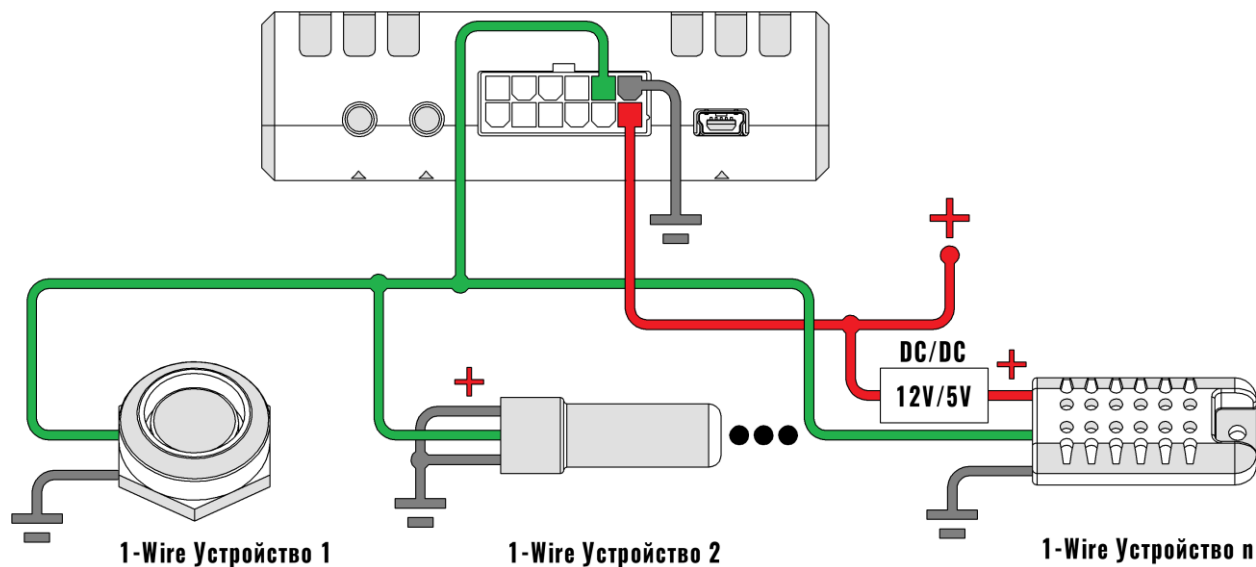 DC/DC
12V/5V
1-Wire Устройство 1
1-Wire Устройство 2
1-Wire Устройство n